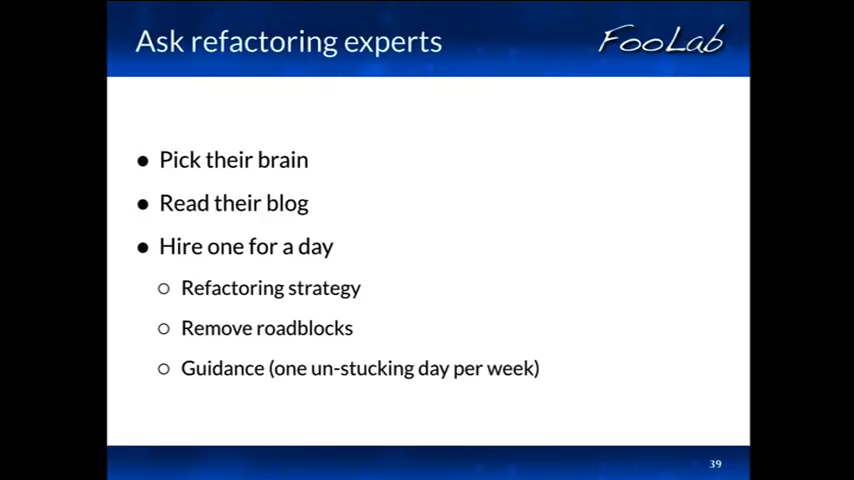 Ask refactoring experts
FooLab
● Pick their brain
● Read their blog
● Hire one for a day
○ Refactoring strategy
○ Remove roadblocks
○ Guidance (one un-stucking day per week)
39